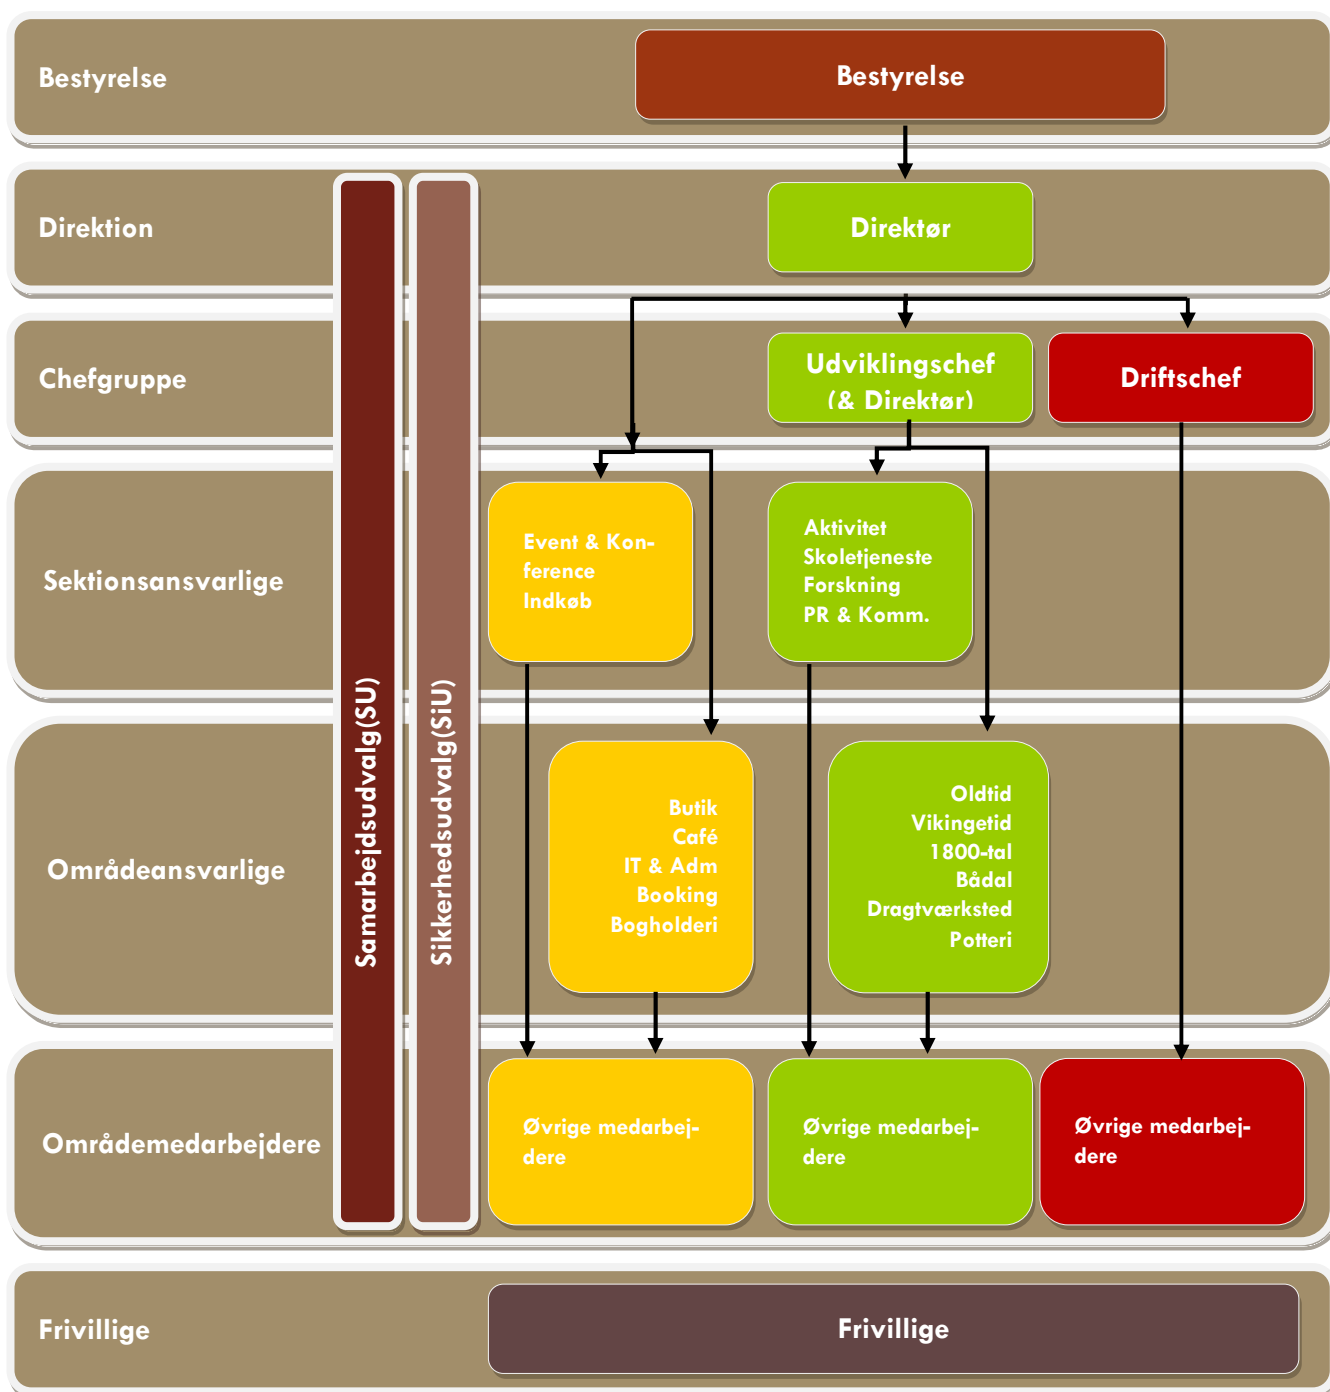 Bestyrelse
Bestyrelse
Direktion
Direktør
Chefgruppe
Udviklingschef
(& Direktør)
Driftschef
Sektionsansvarlige
Event & Kon-
ference
Indkøb
Aktivitet
Skoletjeneste
Forskning
PR & Komm.
Samarbejdsudvalg(SU)
Sikkerhedsudvalg(SiU)
Områdeansvarlige
Butik
Café
IT & Adm
Booking
Bogholderi
Oldtid
Vikingetid
1800-tal
Bådal
Dragtværksted
Potteri
Områdemedarbejdere
Øvrige medarbej-
dere
Øvrige medarbej-
dere
Øvrige medarbej-
dere
Frivillige
Frivillige